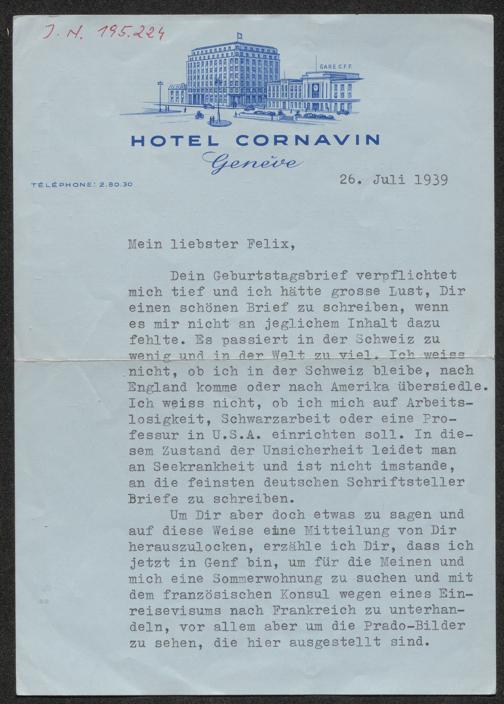 J. N. 195.224
GARE C.F.F.
HOTEL CORNAVIN
Genève
TÉLÉPHONE: 2.80.30
26. Juli 1939
Mein liebster Felix,
Dein Geburtstagsbrief verpflichtet
mich tief und ich hätte grosse Lust, Dir
einen schönen Brief zu schreiben, wenn
es mir nicht an jeglichem Inhalt dazu
fehlte. Es passiert in der Schweiz zu
wenig und in der Welt zu viel. Ich weiss
nicht, ob ich in der Schweiz bleibe, nach
England komme oder nach Amerika übersiedle.
Ich weiss nicht, ob ich mich auf Arbeits-
losigkeit, Schwarzarbeit oder eine Pro-
fessur in U.S.A. einrichten soll. In die-
sem Zustand der Unsicherheit leidet man
an Seekrankheit und ist nicht imstande,
an die feinsten deutschen Schriftsteller
Briefe zu schreiben.
Um Dir aber doch etwas zu sagen und
auf diese Weise eine Mitteilung von Dir
herauszulocken, erzähle ich Dir, dass ich
jetzt in Genf bin, um für die Meinen und
mich eine Sommerwohnung zu suchen und mit
dem französischen Konsul wegen eines Ein-
reisevisums nach Frankreich zu unterhan-
deln, vor allem aber um die Prado-Bilder
zu sehen, die hier ausgestellt sind.